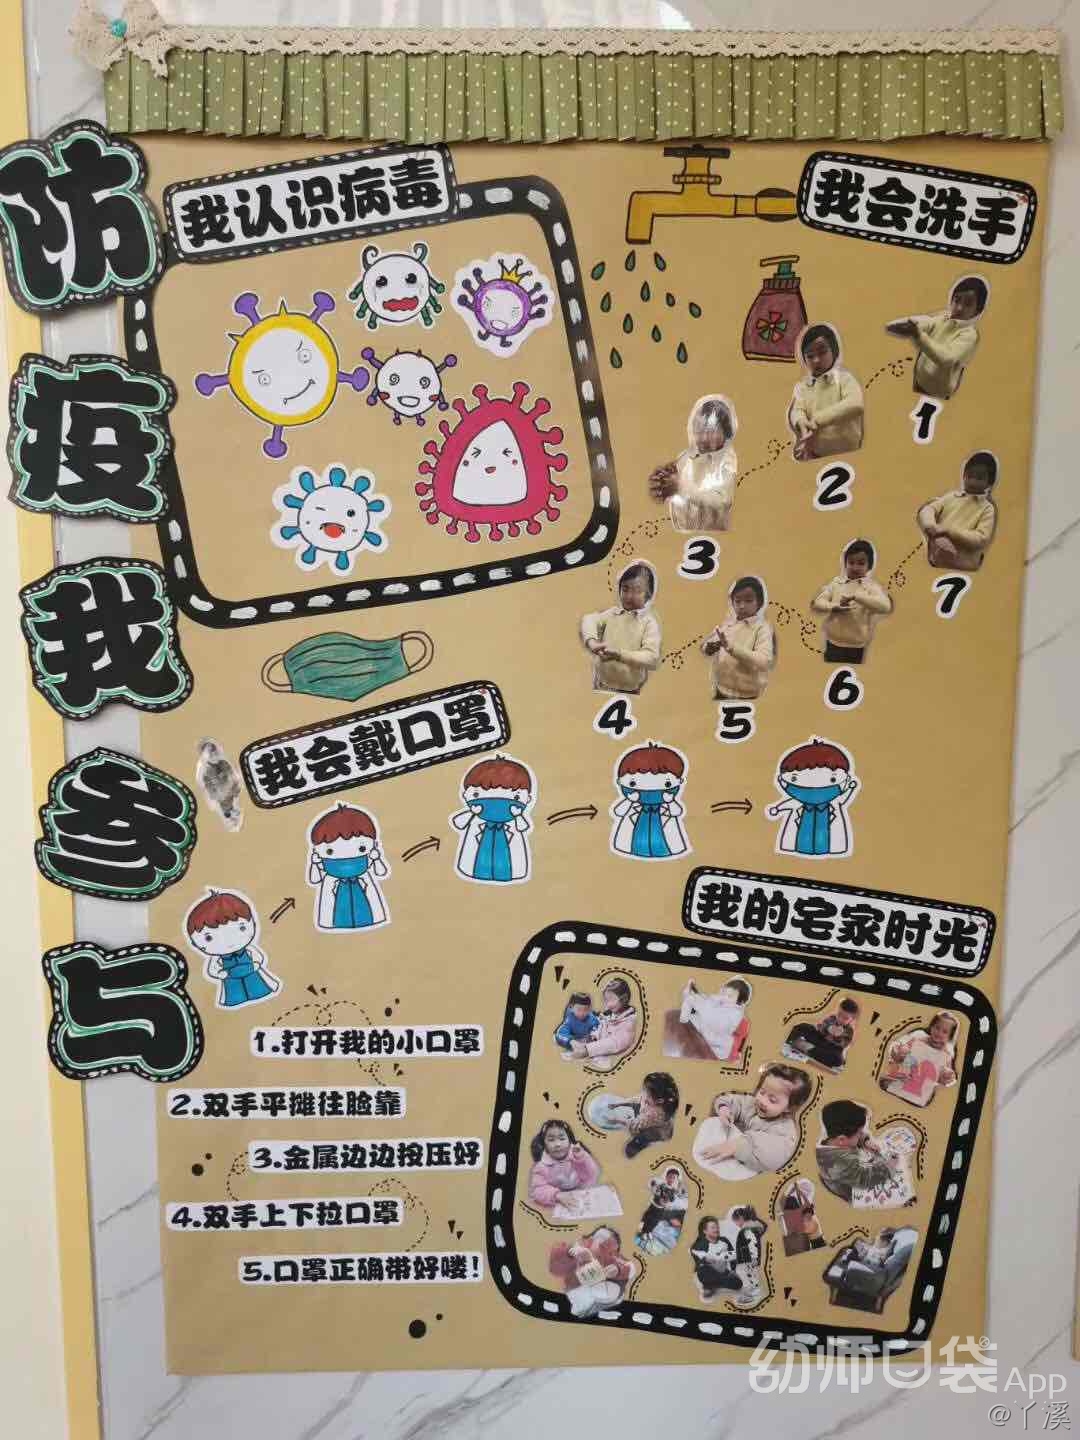 防疫我参与
我认识病毒
我会洗手
1
2
3
4
5
6
7
我会戴口罩
1.打开我的小口罩
2.双手平摊往脸靠
3.金属边边按压好
4.双手上下拉口罩
5.口罩正确带好喽!
我的宅家时光
幼师口袋 App
@丫溪